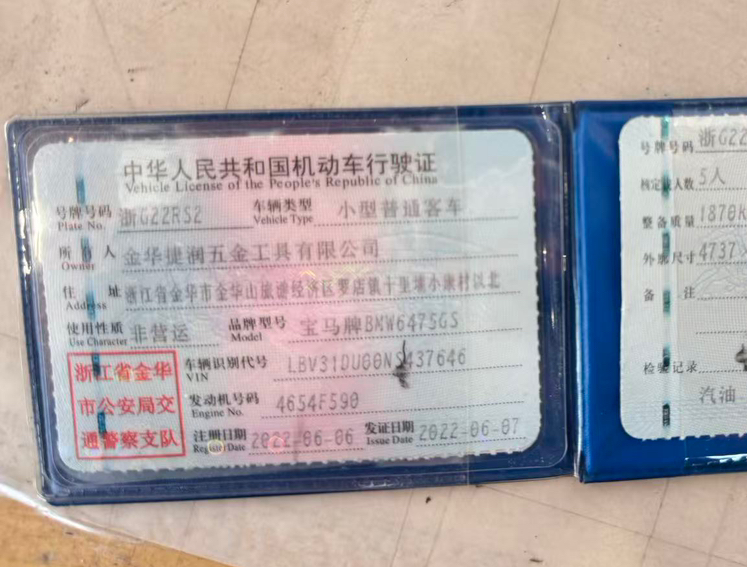 中华人民共和国机动车行驶证
Vehicle License of the People's Republic of China
号牌号码 浙G22RS2 车辆类型 小型普通客车
Plate No. Vehicle Type
所有人 金华捷润五金工具有限公司
Owner
住址 浙江省金华市金华山旅游经济区罗店镇十里埂小康村以北
Address
使用性质 非营运 品牌型号 宝马牌BMW6475GS
Use Character Model
浙江省金华
市公安局交
通警察支队
车辆识别代号
VIN
发动机号码 4654F590
Engine No.
注册日期 2022-06-06 发证日期 2022-06-07
Register Date Issue Date
号牌号码 浙G22
核定载人数 5人
整备质量 1870K
外廓尺寸 4737
备注
检验记录
汽油